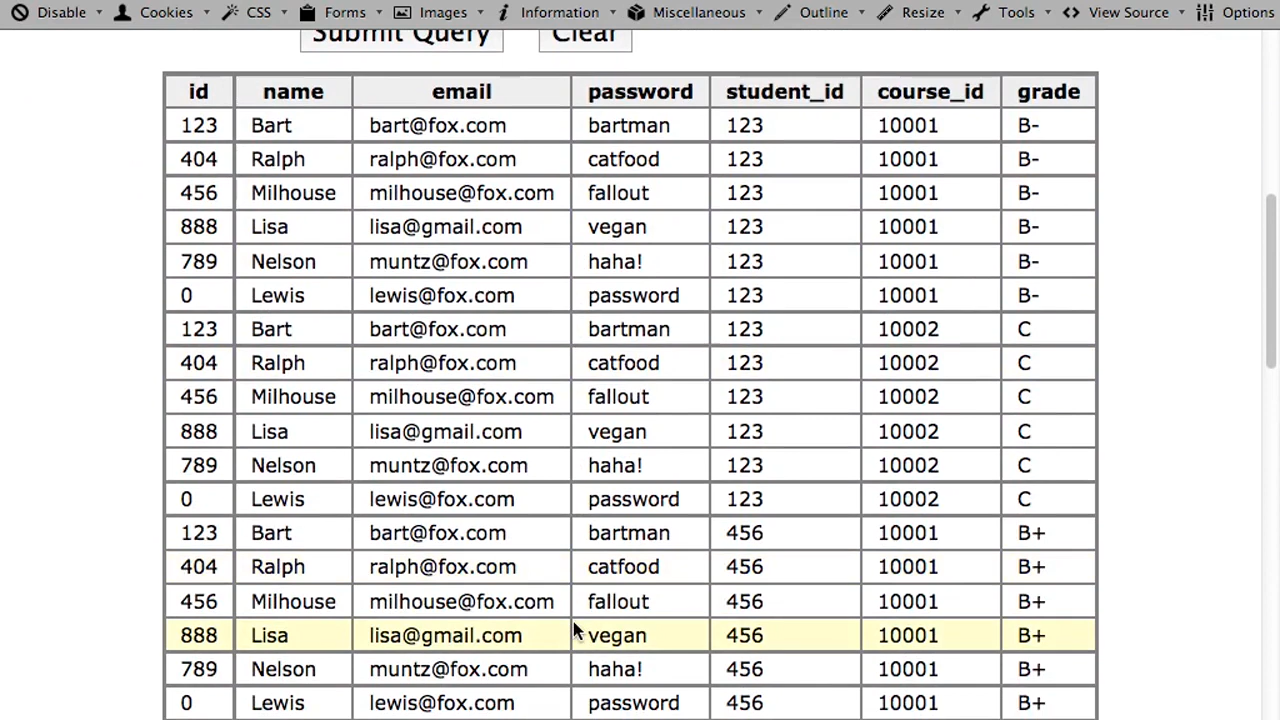 Disable Cookies CSS Forms Images Information Miscellaneous Outline Resize Tools View Source Options
Submit Query Clear
id name email password student_id course_id grade
123 Bart bart@fox.com bartman 123 10001 B-
404 Ralph ralph@fox.com catfood 123 10001 B-
456 Milhouse milhouse@fox.com fallout 123 10001 B-
888 Lisa lisa@gmail.com vegan 123 10001 B-
789 Nelson muntz@fox.com haha! 123 10001 B-
0 Lewis lewis@fox.com password 123 10001 B-
123 Bart bart@fox.com bartman 123 10002 C
404 Ralph ralph@fox.com catfood 123 10002 C
456 Milhouse milhouse@fox.com fallout 123 10002 C
888 Lisa lisa@gmail.com vegan 123 10002 C
789 Nelson muntz@fox.com haha! 123 10002 C
0 Lewis lewis@fox.com password 123 10002 C
123 Bart bart@fox.com bartman 456 10001 B+
404 Ralph ralph@fox.com catfood 456 10001 B+
456 Milhouse milhouse@fox.com fallout 456 10001 B+
888 Lisa lisa@gmail.com vegan 456 10001 B+
789 Nelson muntz@fox.com haha! 456 10001 B+
0 Lewis lewis@fox.com password 456 10001 B+